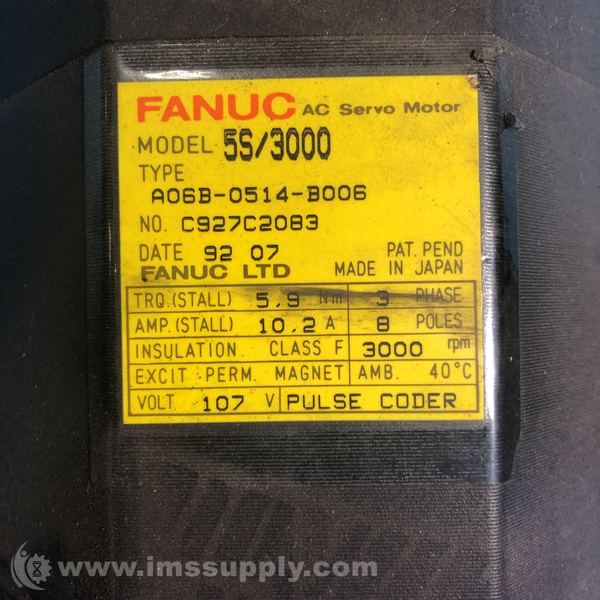 FANUC AC Servo Motor
MODEL 5S/3000
TYPE
A06B-0514-B006
NO. C927C2083
DATE 92 07 PAT. PEND
FANUC LTD MADE IN JAPAN
TRQ.(STALL) 5.9 Nm 3 PHASE
AMP.(STALL) 10.2 A 8 POLES
INSULATION CLASS F 3000 rpm
EXCIT PERM. MAGNET AMB. 40°C
VOLT 107 V PULSE CODER
www.imssupply.com